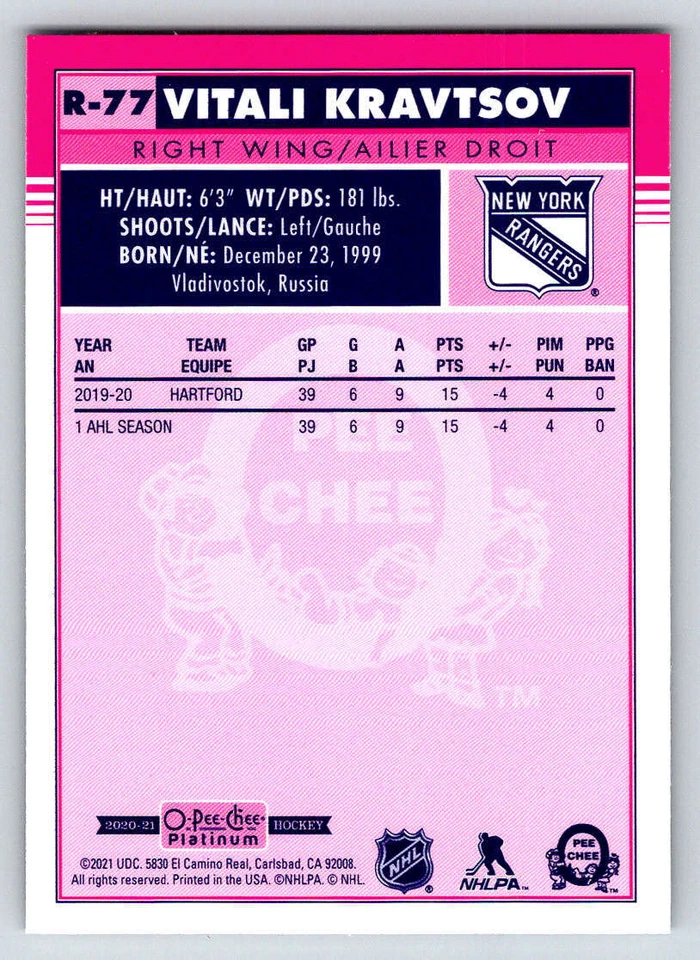 R-77 VITALI KRAVTSOV
RIGHT WING/AILIER DROIT
HT/HAUT: 6'3" WT/PDS: 181 lbs.
SHOOTS/LANCE: Left/Gauche
BORN/NÉ: December 23, 1999
Vladivostok, Russia
NEW YORK
RANGERS
®
YEAR TEAM GP G A PTS +/- PIM PPG
AN EQUIPE PJ B A PTS +/- PUN BAN
2019-20 HARTFORD 39 6 9 15 -4 4 0
1 AHL SEASON 39 6 9 15 -4 4 0
PEE
CHEE
TM
2020-21 O-Pee-Chee HOCKEY
Platinum
©2021 UDC. 5830 El Camino Real, Carlsbad, CA 92008.
All rights reserved. Printed in the USA. ©NHLPA. © NHL.
NHL
®
NHLPA
O
PEE
CHEE
TM